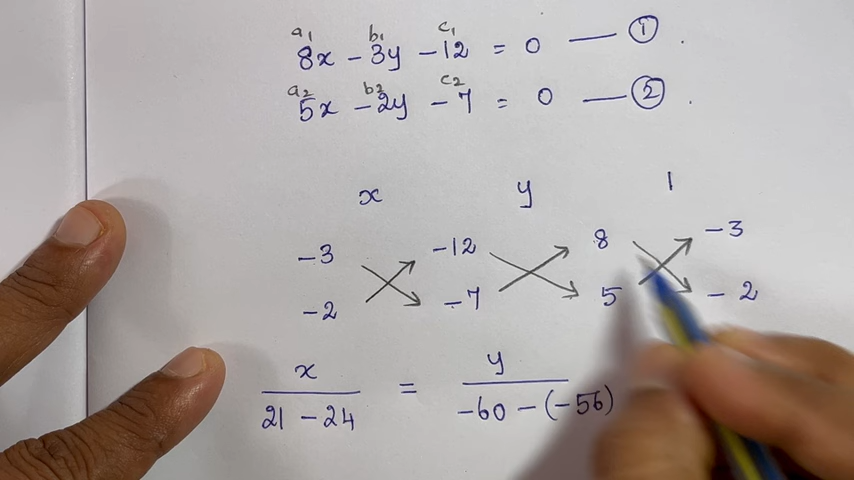 a₁ b₁ c₁
8x - 3y - 12 = 0 — ① .
a₂ b₂ c₂
5x - 2y - 7 = 0 — ② .
x y 1
-3 -12 8 -3
-2 -7 5 -2
x y
21 - 24 = -60 - (-56)